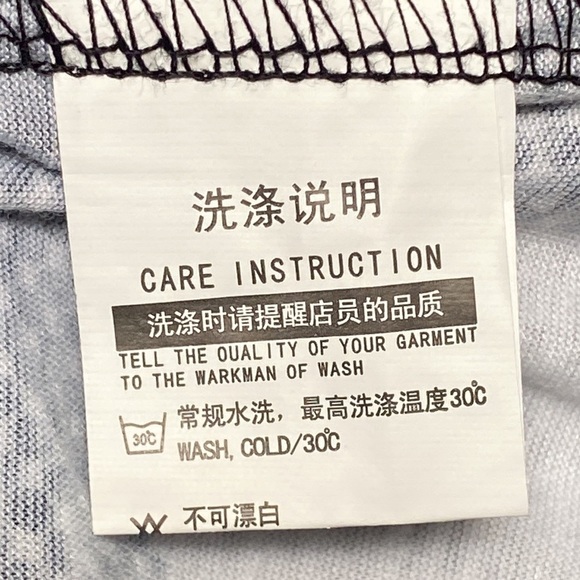 洗涤说明
CARE INSTRUCTION
洗涤时请提醒店员的品质
TELL THE OUALITY OF YOUR GARMENT
TO THE WARKMAN OF WASH
30℃ 常规水洗，最高洗涤温度30℃
WASH, COLD/30℃
不可漂白